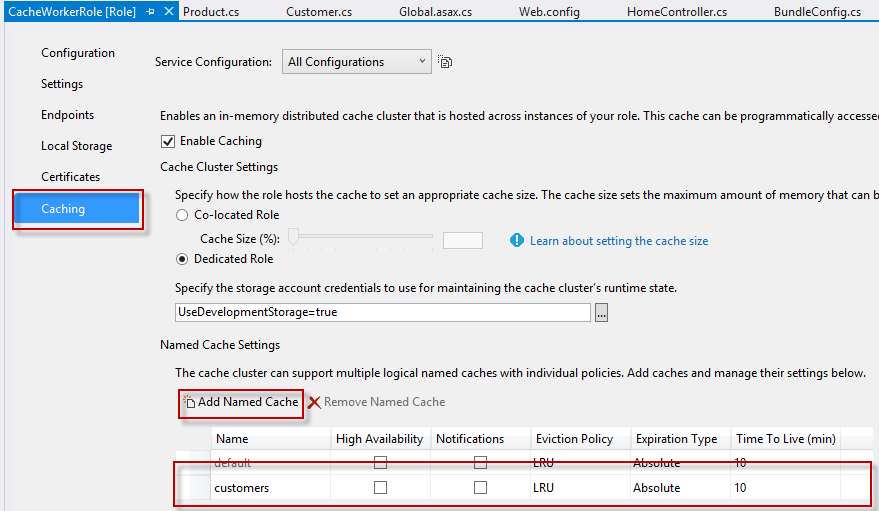 CacheWorkerRole [Role] Product.cs Customer.cs Global.asax.cs Web.config HomeController.cs BundleConfig.cs
Configuration
Settings
Endpoints
Local Storage
Certificates
Caching
Service Configuration: All Configurations
Enables an in-memory distributed cache cluster that is hosted across instances of your role. This cache can be programmatically accessed
Enable Caching
Cache Cluster Settings
Specify how the role hosts the cache to set an appropriate cache size. The cache size sets the maximum amount of memory that can b
Co-located Role
Cache Size (%): Learn about setting the cache size
Dedicated Role
Specify the storage account credentials to use for maintaining the cache cluster's runtime state.
UseDevelopmentStorage=true ...
Named Cache Settings
The cache cluster can support multiple logical named caches with individual policies. Add caches and manage their settings below.
Add Named Cache Remove Named Cache
Name High Availability Notifications Eviction Policy Expiration Type Time To Live (min)
default LRU Absolute 10
customers LRU Absolute 10